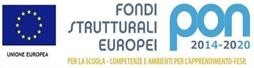 FONDI
STRUTTURALI
EUROPEI
pon
2014-2020
UNIONE EUROPEA
PER LA SCUOLA - COMPETENZE E AMBIENTI PER L'APPRENDIMENTO-FESR